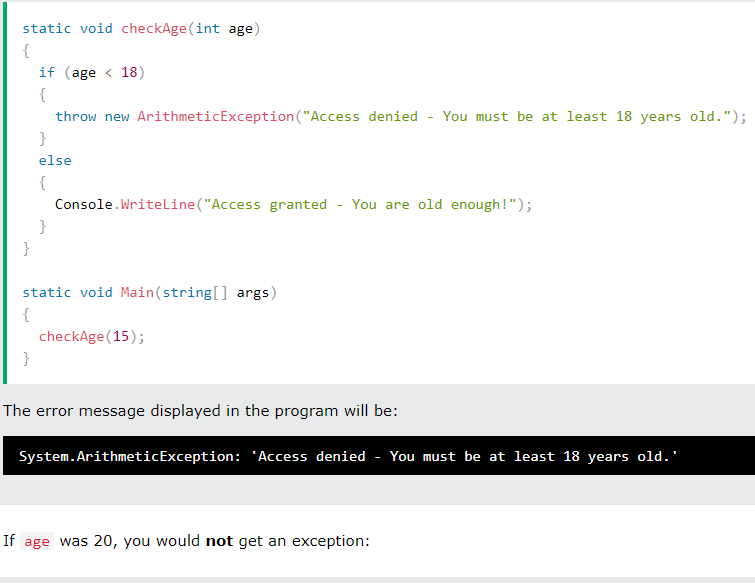 static void checkAge(int age)
{
  if (age < 18)
  {
    throw new ArithmeticException("Access denied - You must be at least 18 years old.");
  }
  else
  {
    Console.WriteLine("Access granted - You are old enough!");
  }
}

static void Main(string[] args)
{
  checkAge(15);
}
The error message displayed in the program will be:
System.ArithmeticException: 'Access denied - You must be at least 18 years old.'
If age was 20, you would not get an exception: